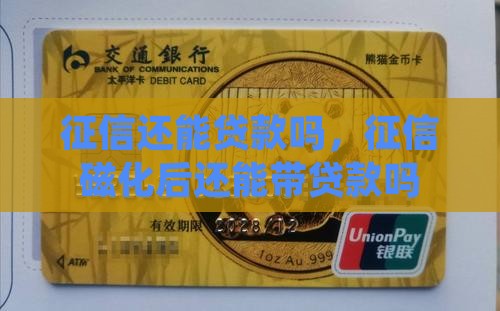 交通銀行
BANK OF COMMUNICATIONS
太平洋卡 DEBIT CARD
熊猫金币卡
征信还能贷款吗，征信
磁化后还能带贷款吗
有效期限 2028/12
1oz Au.999
UnionPay
银联
ATM